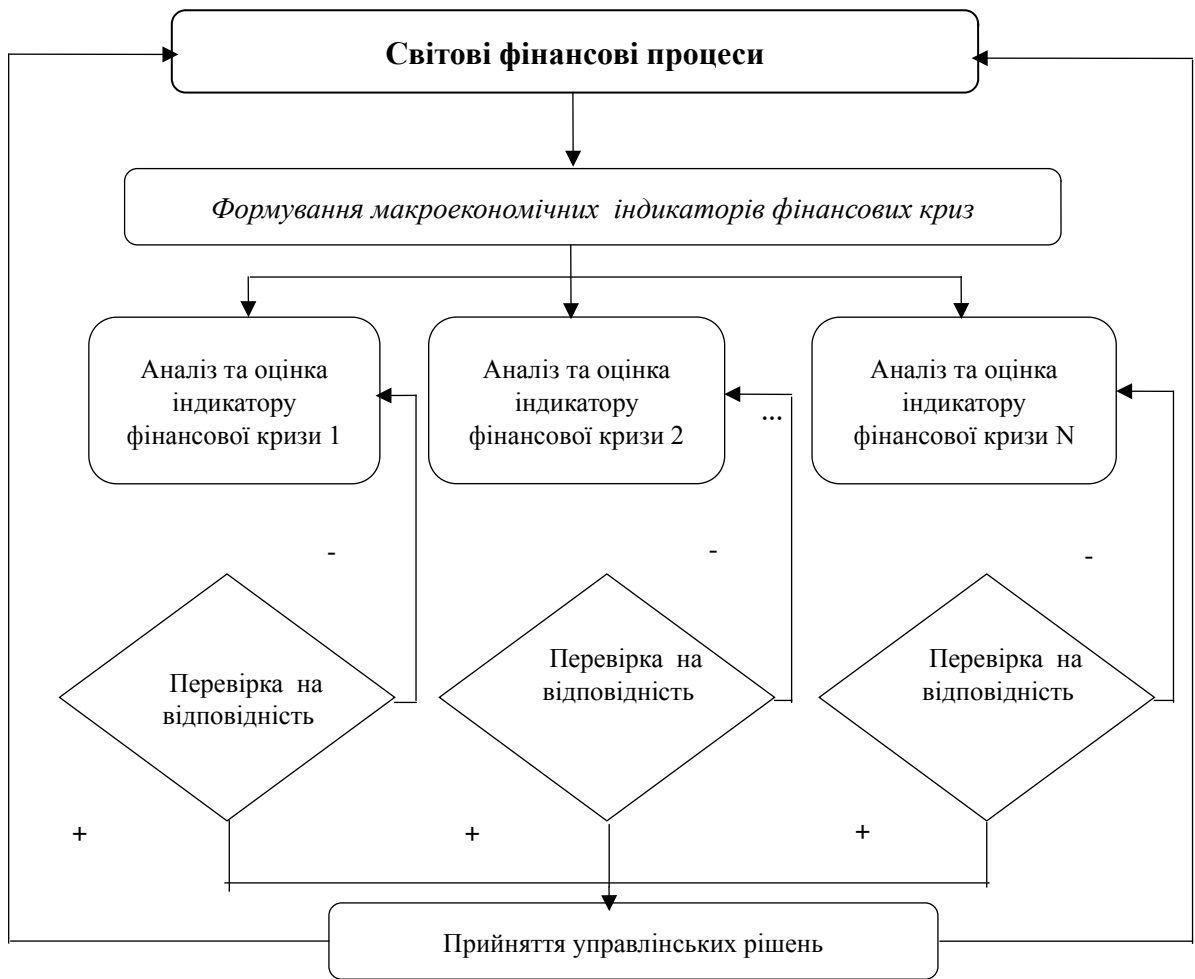 Світові фінансові процеси
Формування макроекономічних індикаторів фінансових криз
Аналіз та оцінка
індикатору
фінансової кризи 1
Аналіз та оцінка
індикатору
фінансової кризи 2
...
Аналіз та оцінка
індикатору
фінансової кризи N
-
-
-
Перевірка на
відповідність
Перевірка на
відповідність
Перевірка на
відповідність
+
+
+
Прийняття управлінських рішень